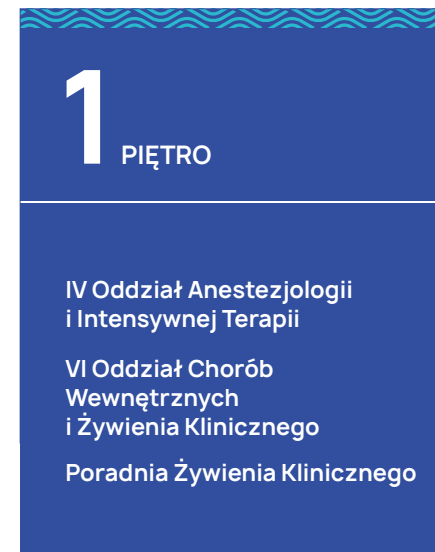 1 PIĘTRO
IV Oddział Anestezjologii
i Intensywnej Terapii
VI Oddział Chorób
Wewnętrznych
i Żywienia Klinicznego
Poradnia Żywienia Klinicznego